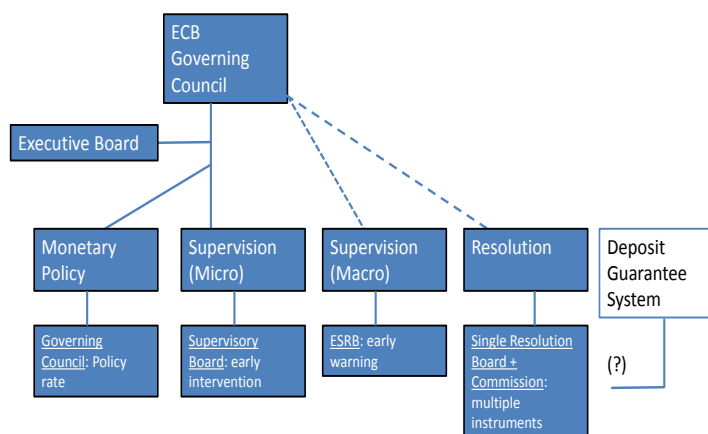 ECB
Governing
Council
Executive Board
Monetary
Policy
Supervision
(Micro)
Supervision
(Macro)
Resolution
Deposit
Guarantee
System
Governing
Council: Policy
rate
Supervisory
Board: early
intervention
ESRB: early
warning
Single Resolution
Board +
Commission:
multiple
instruments
(?)